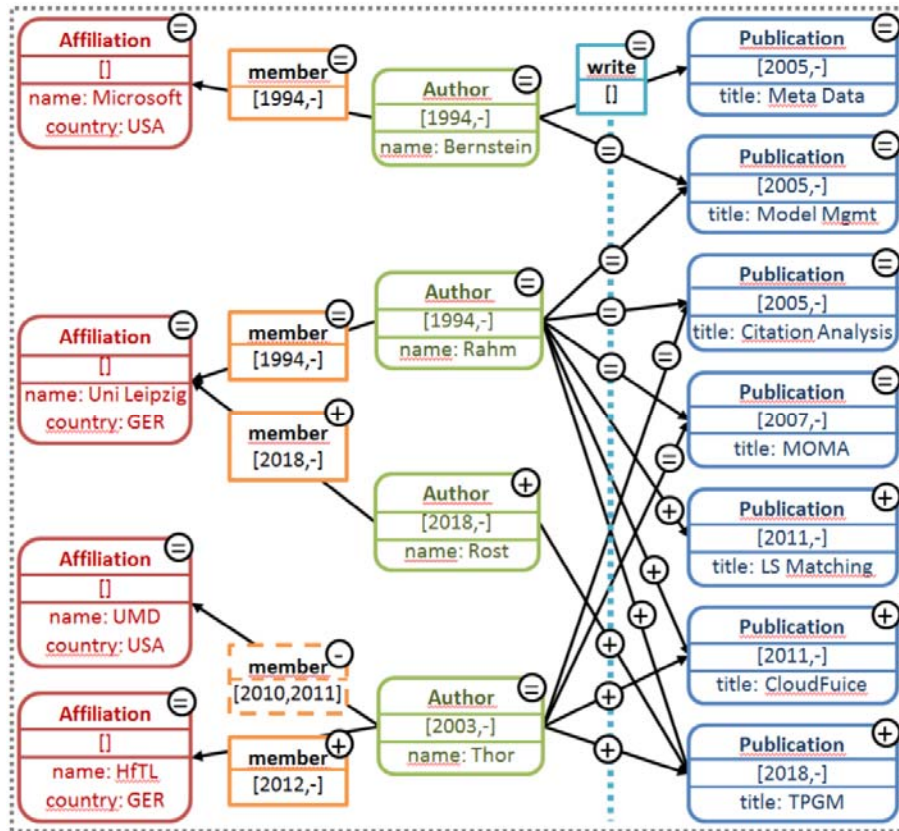 Affiliation =
[]
name: Microsoft
country: USA
member =
[1994,-]
Author =
[1994,-]
name: Bernstein
write =
[]
Publication =
[2005,-]
title: Meta Data
=
Publication =
[2005,-]
title: Model Mgmt
=
Affiliation =
[]
name: Uni Leipzig
country: GER
member =
[1994,-]
member +
[2018,-]
Author =
[1994,-]
name: Rahm
=
=
=
=
Publication =
[2005,-]
title: Citation Analysis
Publication =
[2007,-]
title: MOMA
Author +
[2018,-]
name: Rost
+
+
+
+
Publication +
[2011,-]
title: LS Matching
Affiliation =
[]
name: UMD
country: USA
member -
[2010,2011]
Author =
[2003,-]
name: Thor
+
+
Publication +
[2011,-]
title: CloudFuice
Affiliation =
[]
name: HfTL
country: GER
member +
[2012,-]
Publication +
[2018,-]
title: TPGM